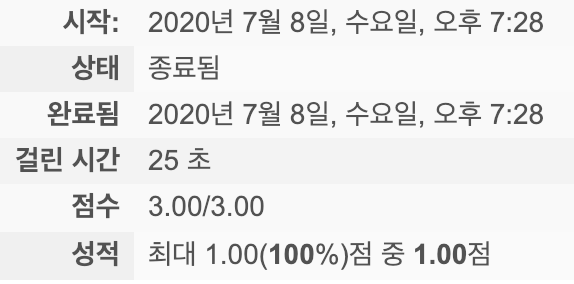 시작: 2020년 7월 8일, 수요일, 오후 7:28
상태 종료됨
완료됨 2020년 7월 8일, 수요일, 오후 7:28
걸린 시간 25 초
점수 3.00/3.00
성적 최대 1.00(100%)점 중 1.00점